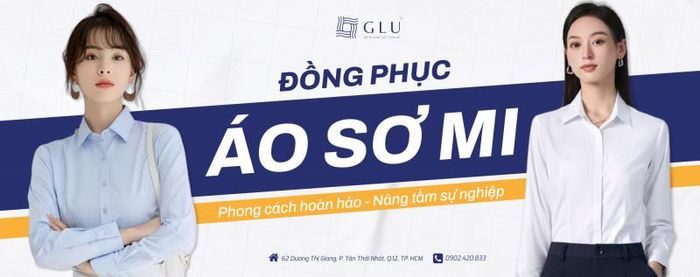 GLU
ĐỒNG PHỤC
ÁO SƠ MI
Phong cách hoàn hảo - Nâng tầm sự nghiệp
62 Dương Thị Giang, P. Tân Thới Nhất, Q12, TP. HCM
0902.420.833